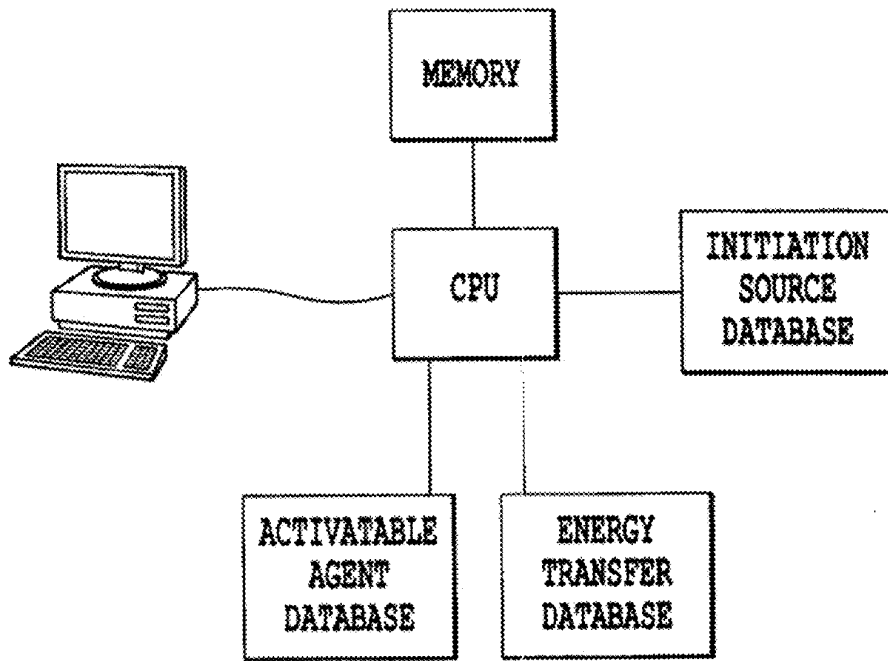 MEMORY
CPU
INITIATION
SOURCE
DATABASE
ACTIVATABLE
AGENT
DATABASE
ENERGY
TRANSFER
DATABASE